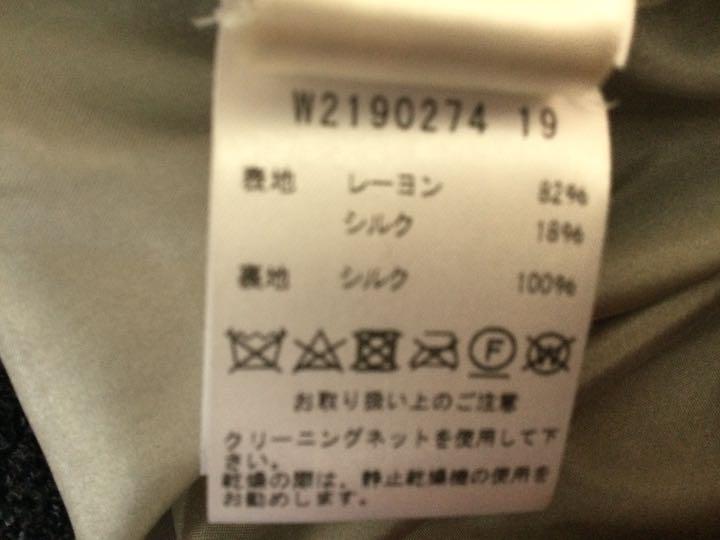 W2190274 19
表地 レーヨン 82%
シルク 18%
裏地 シルク 100%
F W
お取り扱い上のご注意
クリーニングネットを使用して下
さい。
乾燥の際は、静止乾燥機の使用を
お勧めします。